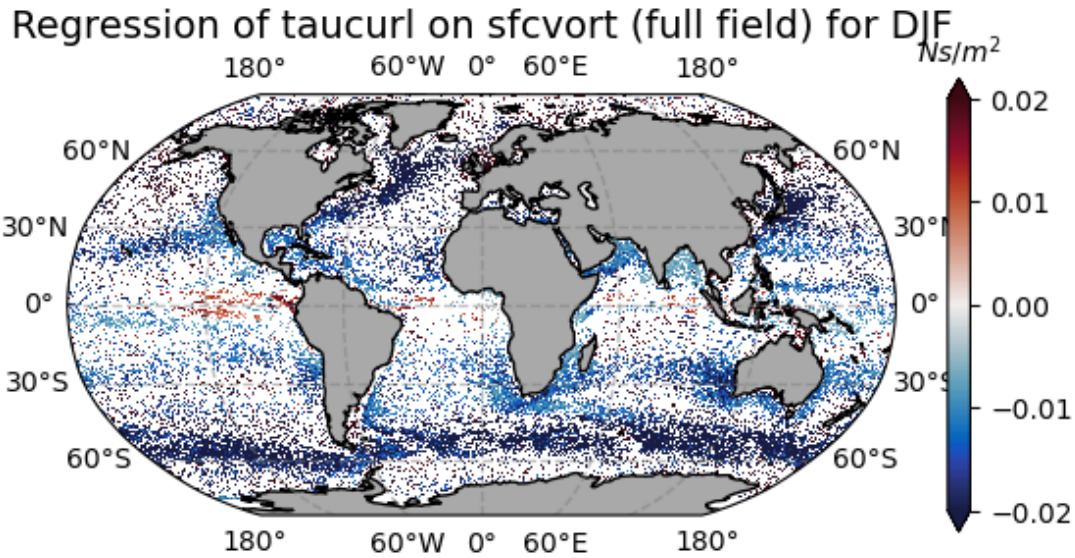 Regression of taucurl on sfcvort (full field) for DJF
Ns/m²
180° 60°W 0° 60°E 180°
60°N 60°N
30°N 30°N
0° 0°
30°S 30°S
60°S 60°S
180° 60°W 0° 60°E 180°
0.02
0.01
0.00
−0.01
−0.02